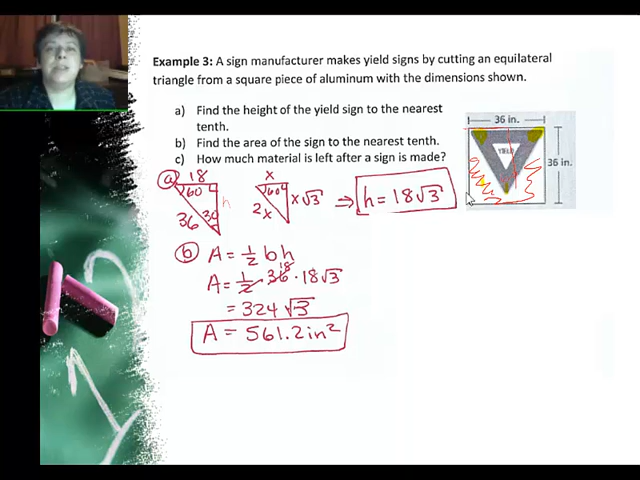 Example 3: A sign manufacturer makes yield signs by cutting an equilateral
triangle from a square piece of aluminum with the dimensions shown.
a) Find the height of the yield sign to the nearest
tenth.
b) Find the area of the sign to the nearest tenth.
c) How much material is left after a sign is made?
36 in.
YIELD
36 in.
a 18 60 36 30 h
x 60 2x x√3 ⇒ h = 18√3
b A = 1/2 bh
A = 1/2 · 36 18 · 18√3
= 324√3
A = 561.2 in²